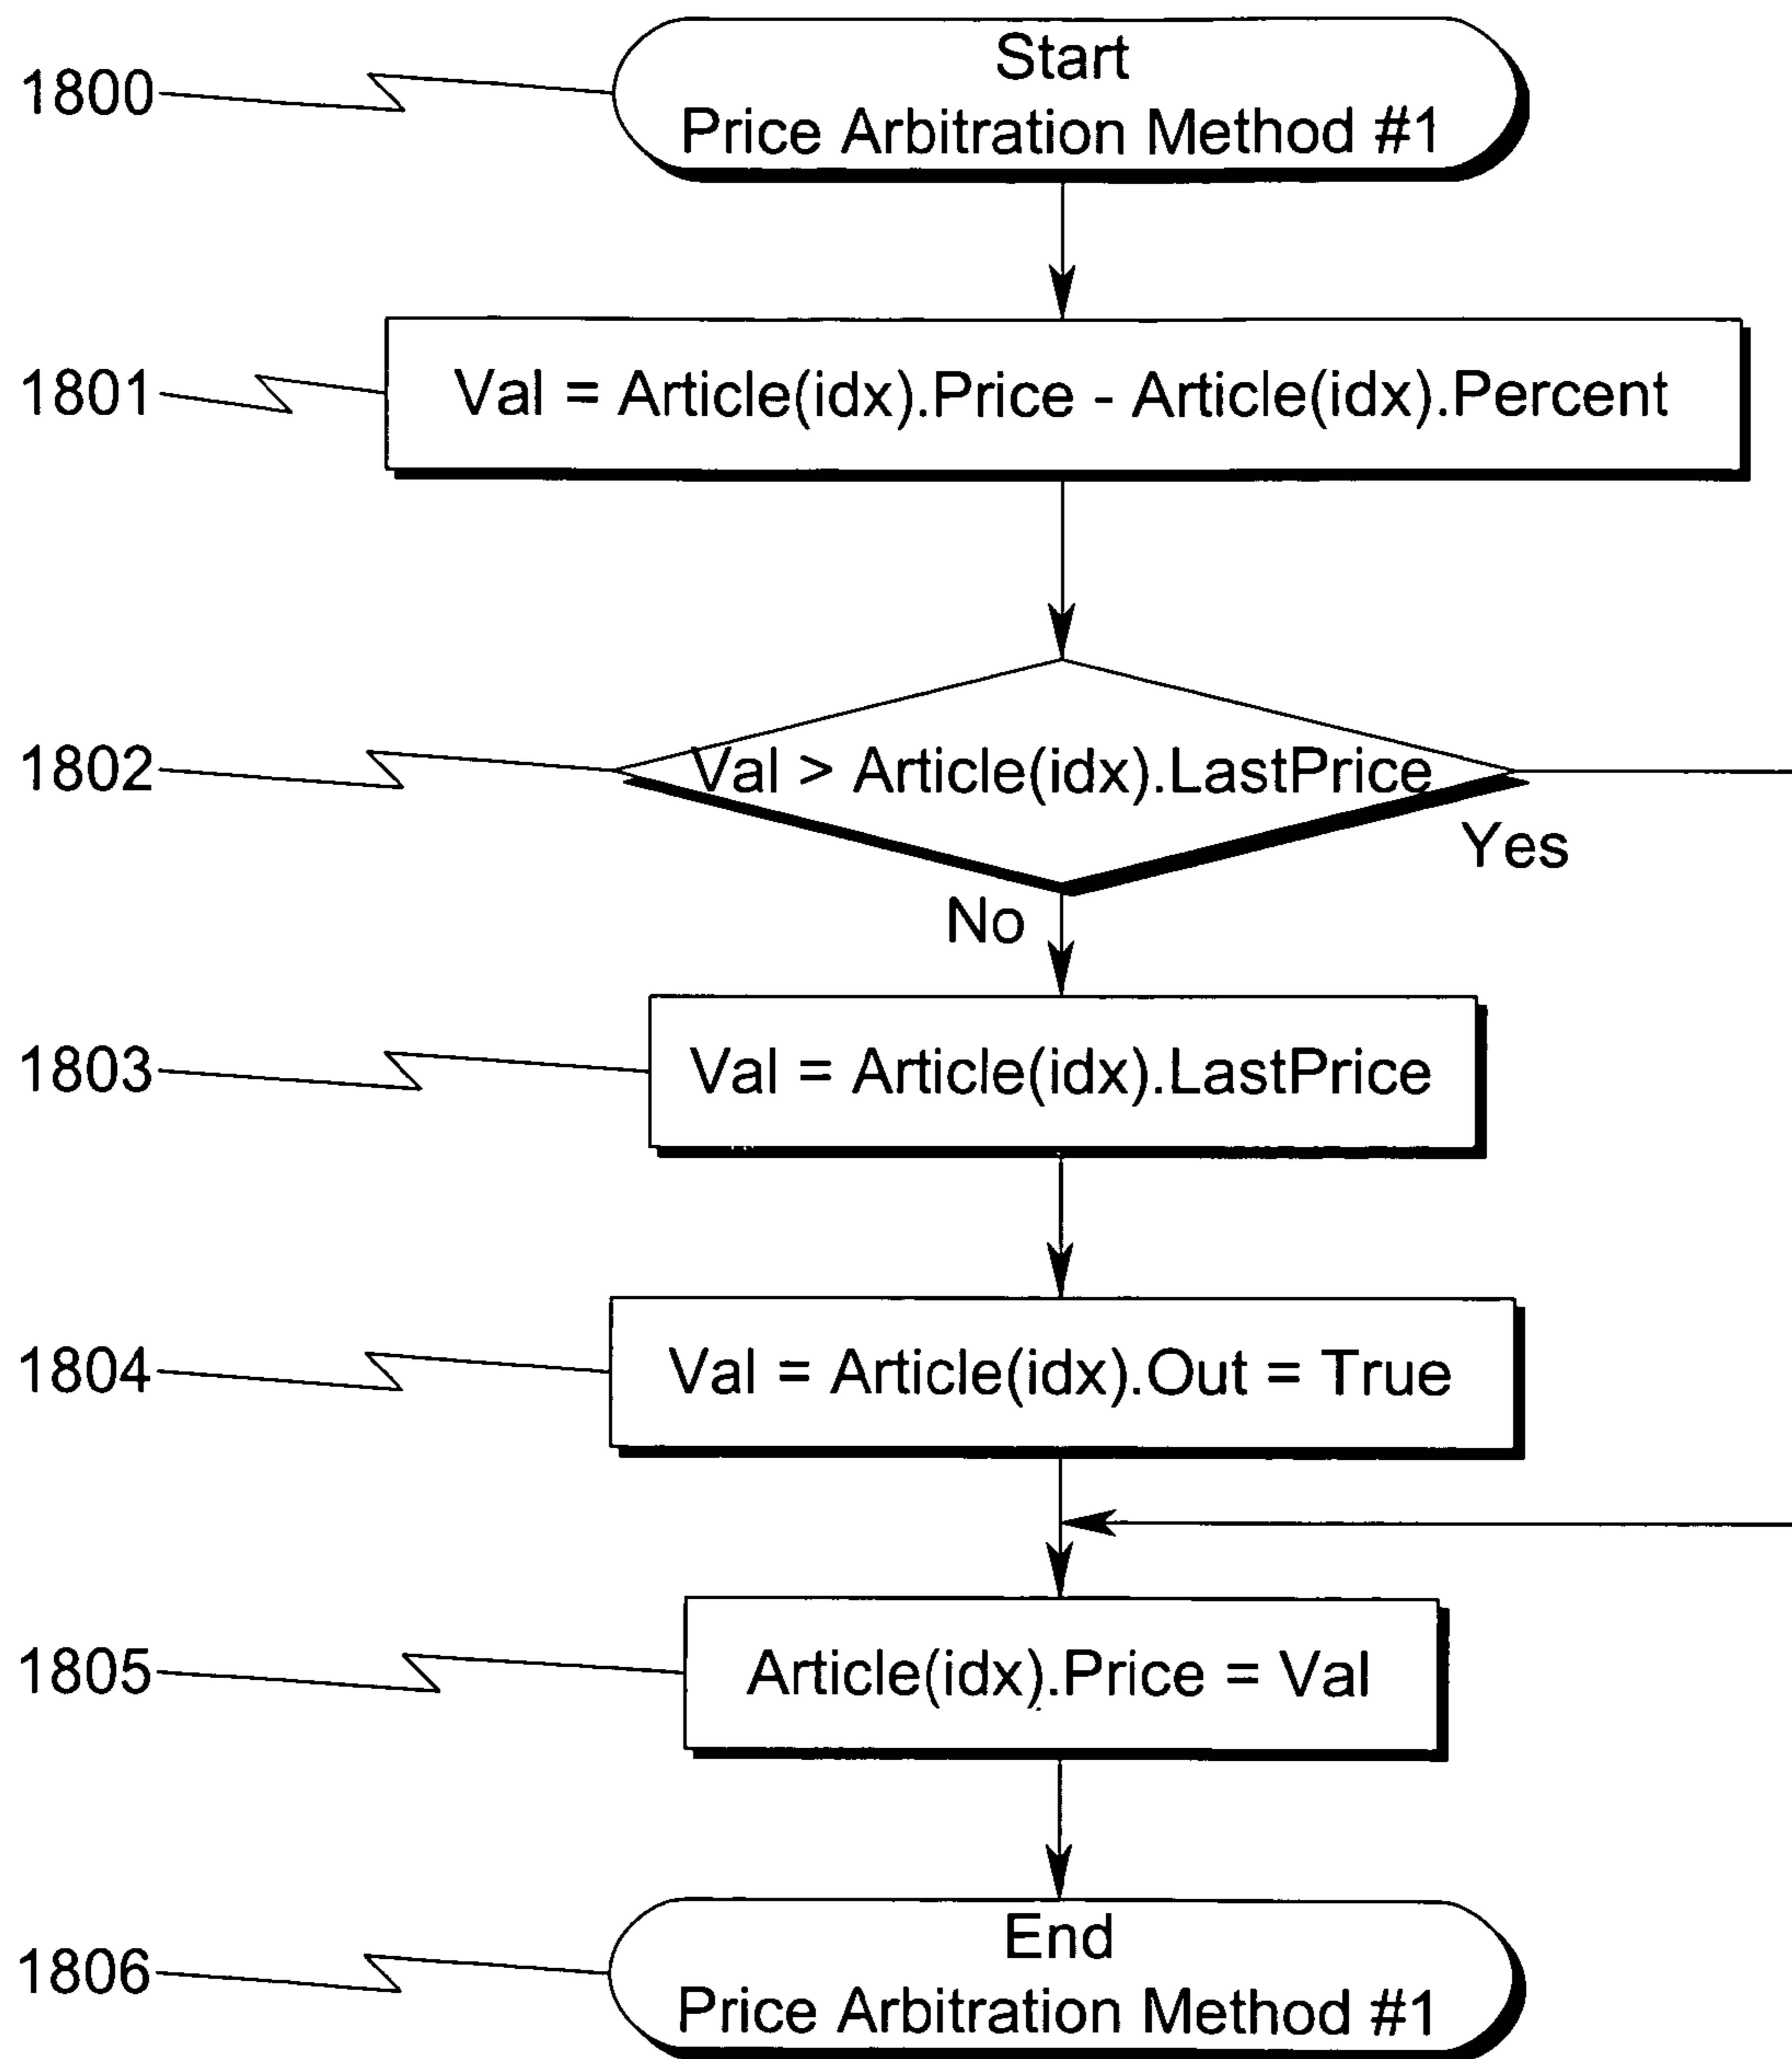 1800
Start
Price Arbitration Method #1
1801
Val = Article(idx).Price - Article(idx).Percent
1802
Val > Article(idx).LastPrice
Yes
No
1803
Val = Article(idx).LastPrice
1804
Val = Article(idx).Out = True
1805
Article(idx).Price = Val
1806
End
Price Arbitration Method #1